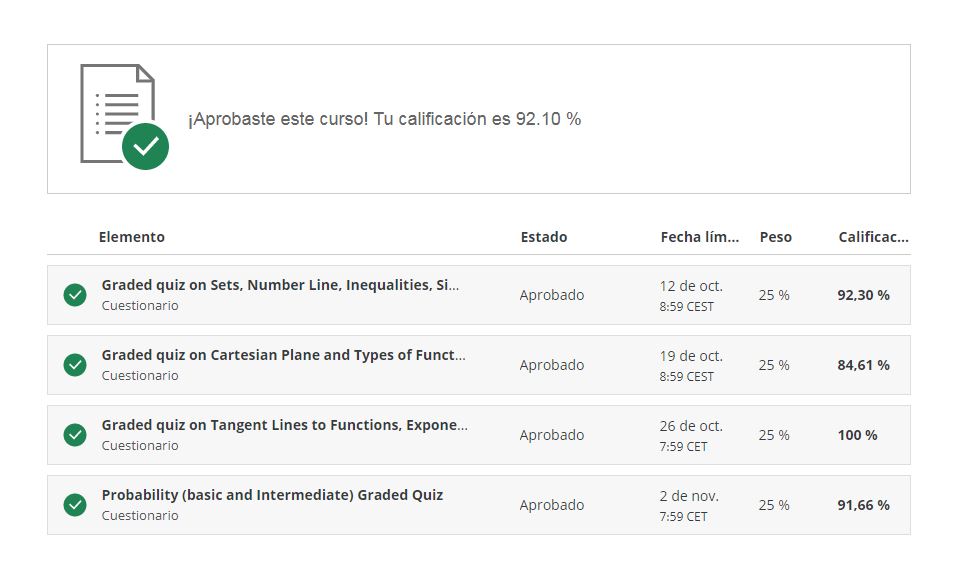 ¡Aprobaste este curso! Tu calificación es 92.10 %
Elemento Estado Fecha lím... Peso Calificac...
Graded quiz on Sets, Number Line, Inequalities, Si...
Cuestionario
Aprobado
12 de oct.
8:59 CEST
25 %
92,30 %
Graded quiz on Cartesian Plane and Types of Funct...
Cuestionario
Aprobado
19 de oct.
8:59 CEST
25 %
84,61 %
Graded quiz on Tangent Lines to Functions, Expone...
Cuestionario
Aprobado
26 de oct.
7:59 CET
25 %
100 %
Probability (basic and Intermediate) Graded Quiz
Cuestionario
Aprobado
2 de nov.
7:59 CET
25 %
91,66 %